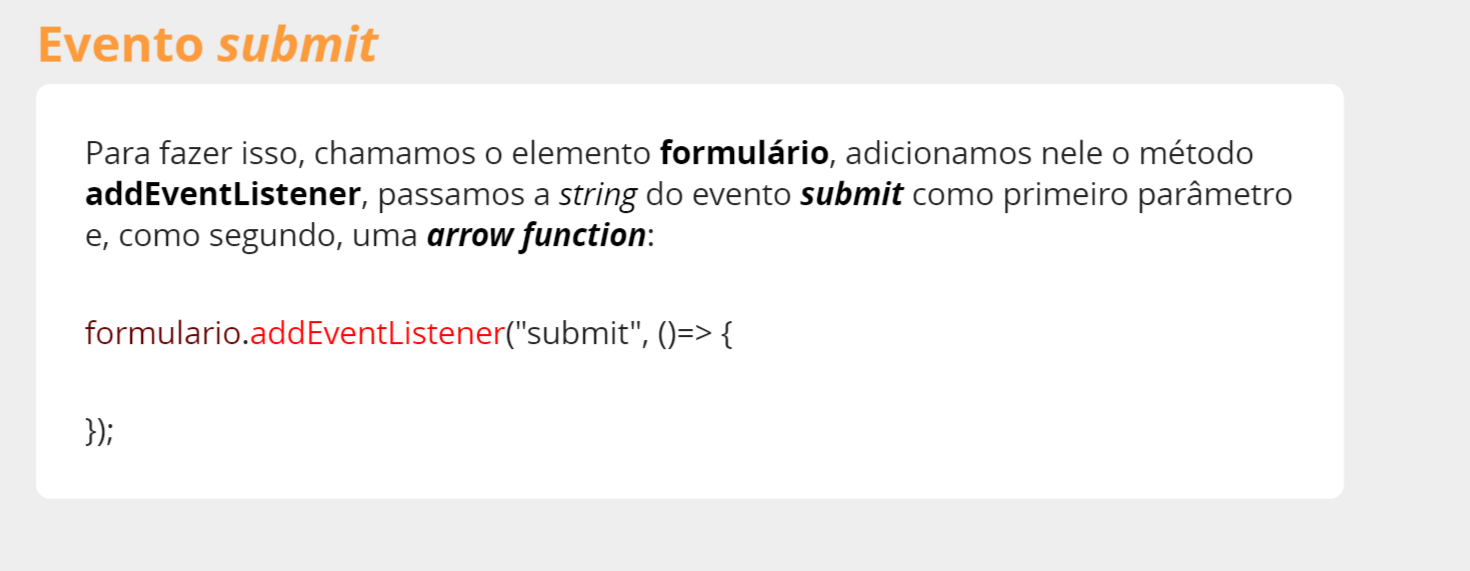 Evento submit
Para fazer isso, chamamos o elemento formulário, adicionamos nele o método
addEventListener, passamos a string do evento submit como primeiro parâmetro
e, como segundo, uma arrow function:
formulario.addEventListener("submit", ()=> {
});